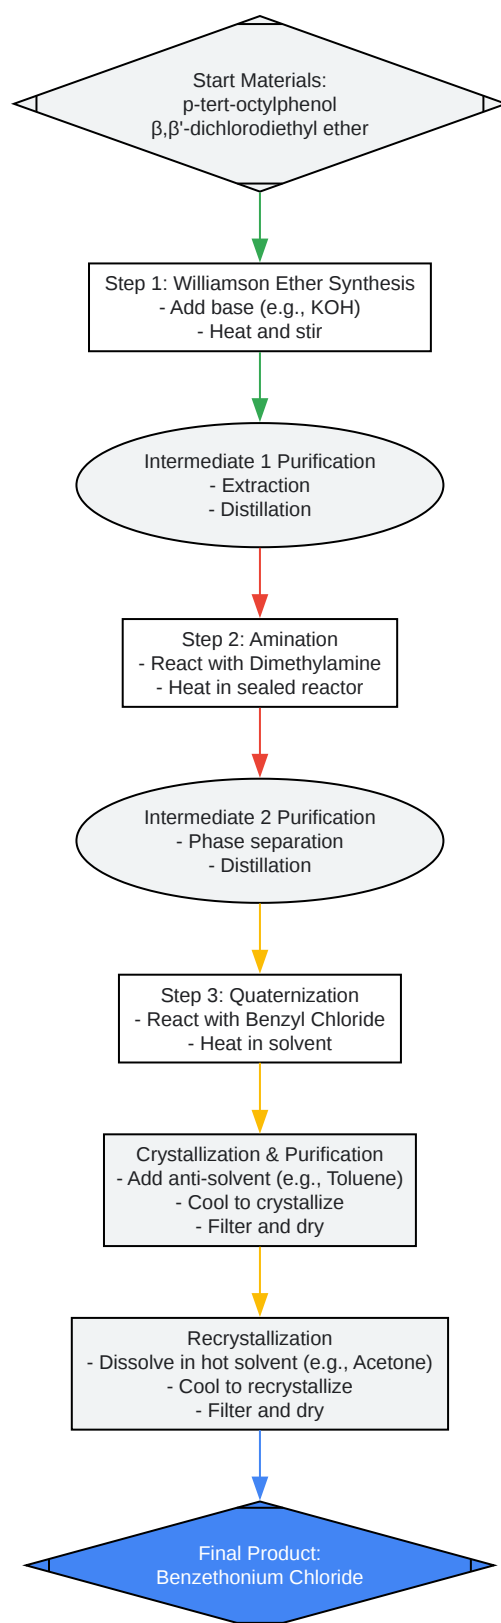 Start Materials:
p-tert-octylphenol
β,β'-dichlorodiethyl ether
Step 1: Williamson Ether Synthesis
- Add base (e.g., KOH)
- Heat and stir
Intermediate 1 Purification
- Extraction
- Distillation
Step 2: Amination
- React with Dimethylamine
- Heat in sealed reactor
Intermediate 2 Purification
- Phase separation
- Distillation
Step 3: Quaternization
- React with Benzyl Chloride
- Heat in solvent
Crystallization & Purification
- Add anti-solvent (e.g., Toluene)
- Cool to crystallize
- Filter and dry
Recrystallization
- Dissolve in hot solvent (e.g., Acetone)
- Cool to recrystallize
- Filter and dry
Final Product:
Benzethonium Chloride